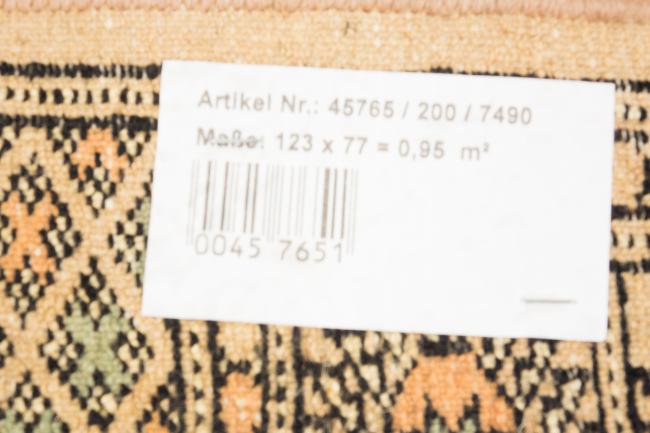 Artikel Nr.: 45765 / 200 / 7490
Maße: 123 x 77 = 0,95 m²
0045 7651